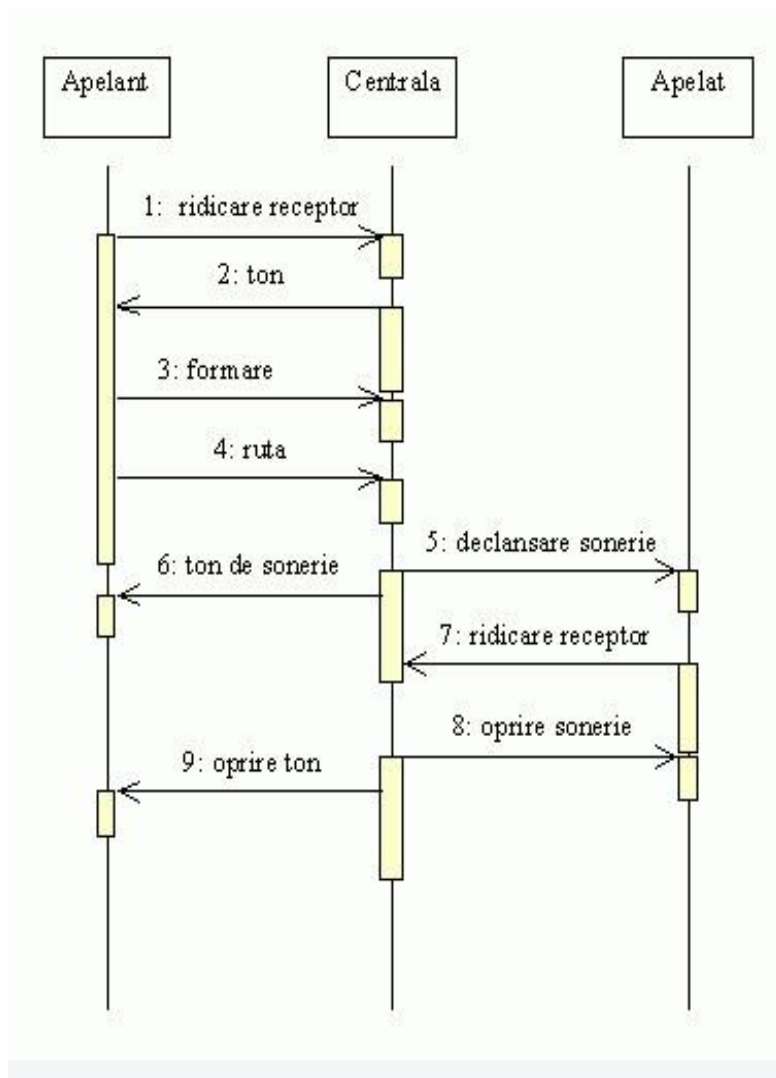 Apelant
Centrala
Apelat
1: ridicare receptor
2: ton
3: formare
4: ruta
5: declansare sonerie
6: ton de sonerie
7: ridicare receptor
8: oprire sonerie
9: oprire ton